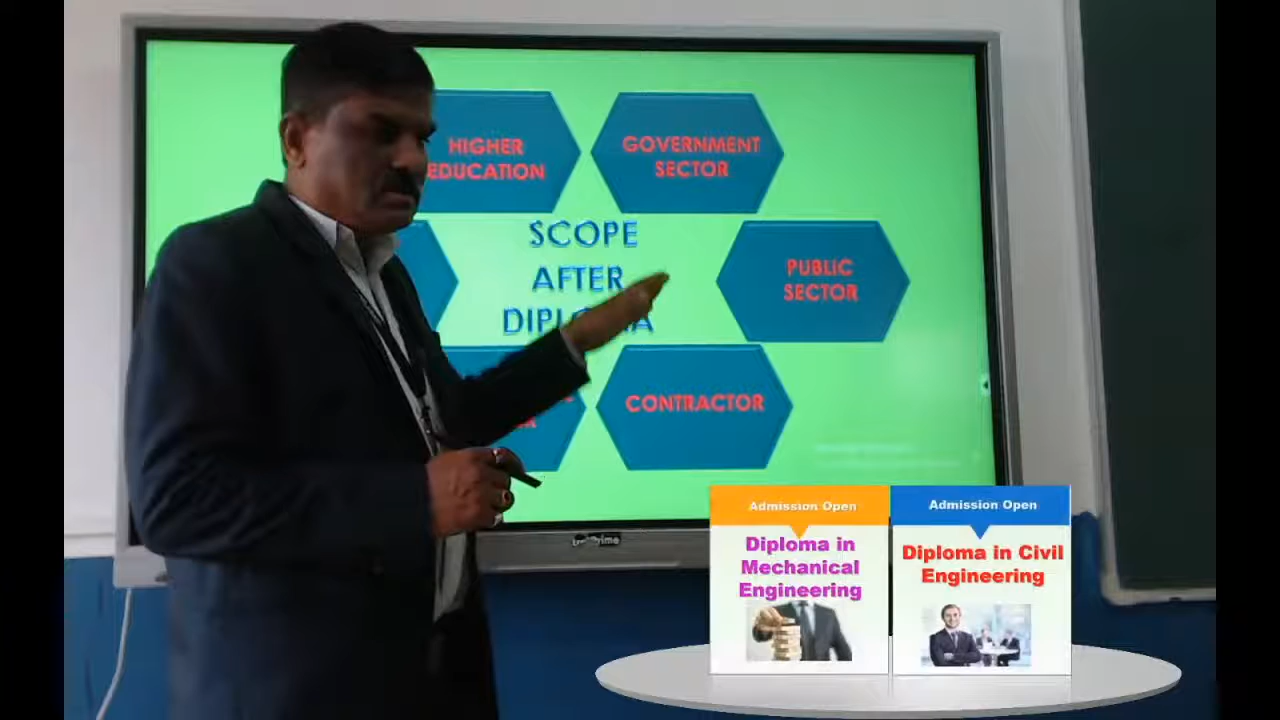 HIGHER
EDUCATION
GOVERNMENT
SECTOR
SCOPE
AFTER
PUBLIC
SECTOR
CONTRACTOR
Admission Open
Diploma in
Mechanical
Engineering
Admission Open
Diploma in Civil
Engineering